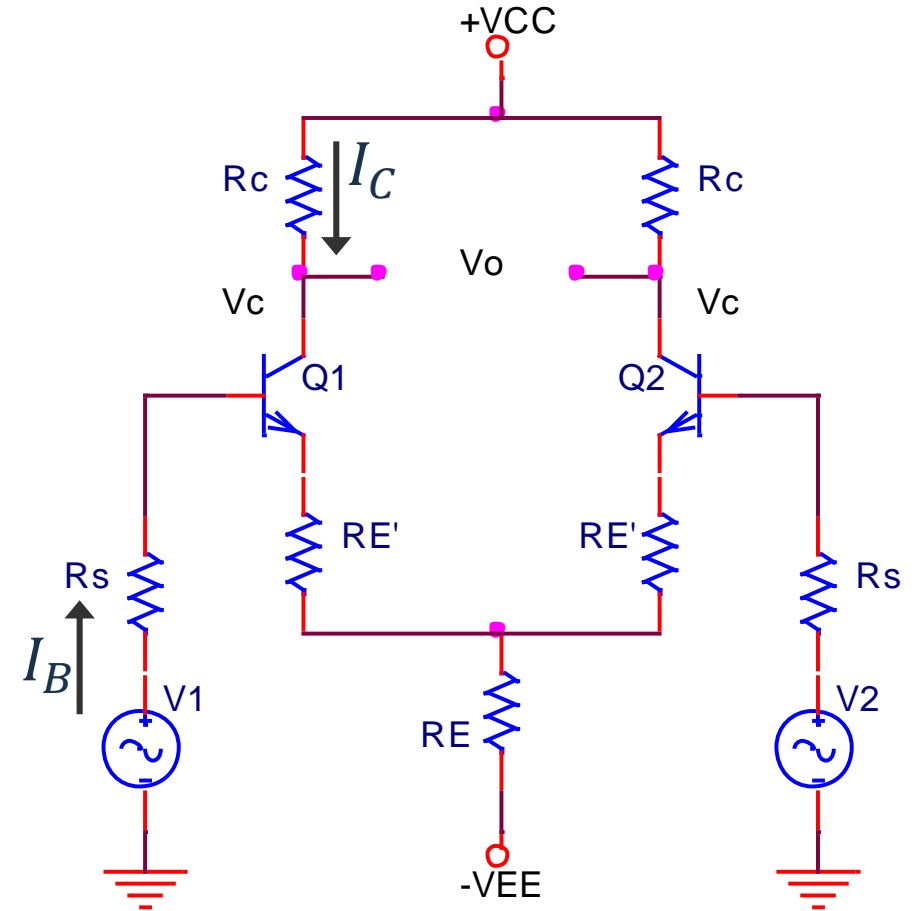 +VCC
Rc
I_C
Rc
Vo
Vc
Vc
Q1
Q2
RE'
RE'
Rs
Rs
I_B
V1
V2
RE
-VEE